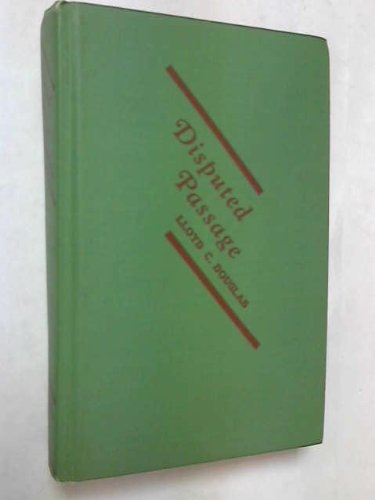 Disputed
Passage
LLOYD C. DOUGLAS